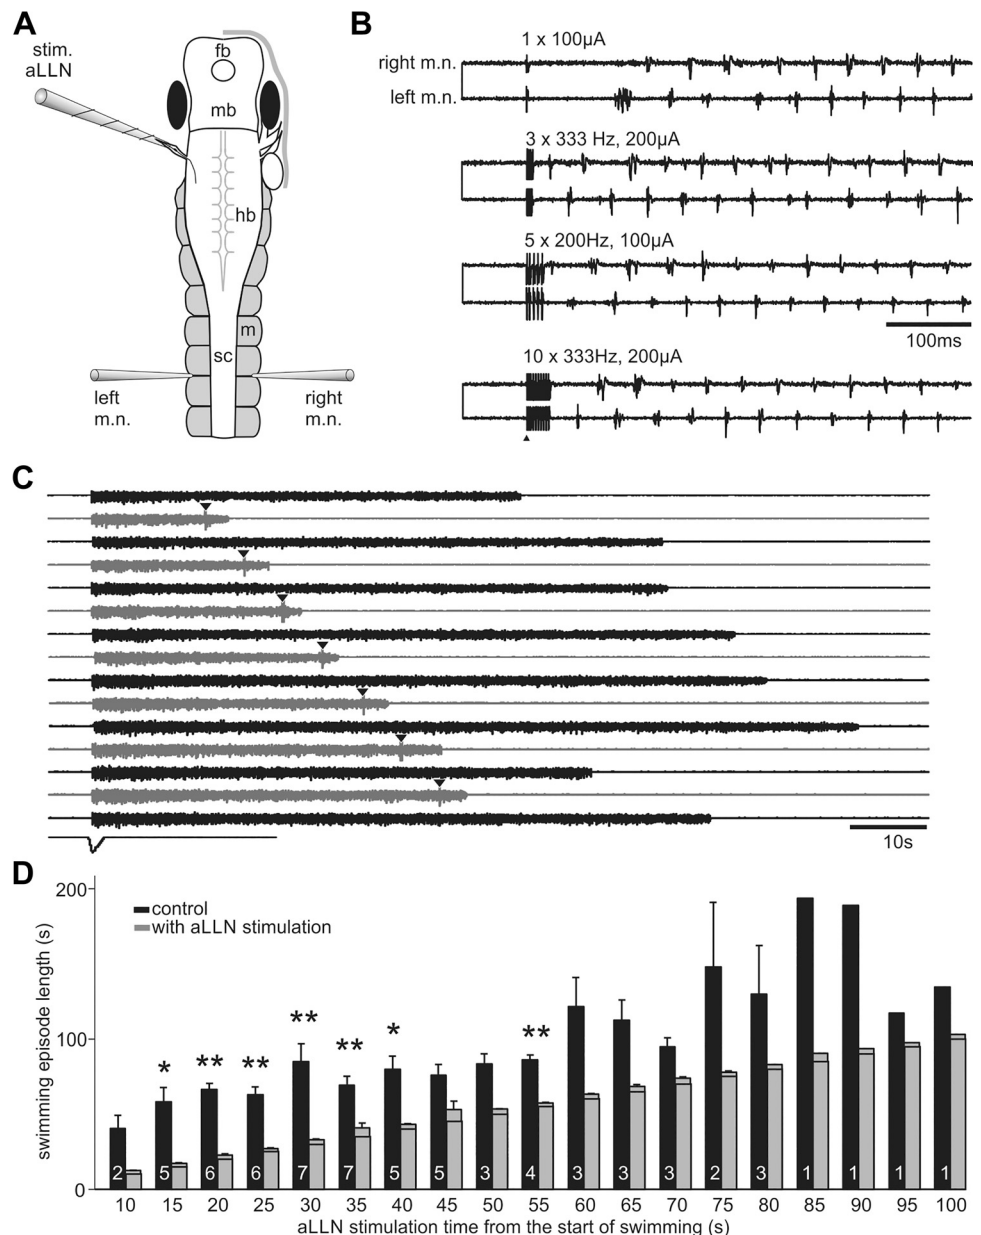 A
stim.
aLLN
fb
mb
hb
m
sc
left
m.n.
right
m.n.
B
1 x 100µA
right m.n.
left m.n.
3 x 333 Hz, 200µA
5 x 200Hz, 100µA
100ms
10 x 333Hz, 200µA
C
10s
D
swimming episode length (s)
200
100
0
control
with aLLN stimulation
* ** ** ** ** * **
2 5 6 6 7 7 5 5 3 4 3 3 3 2 3 1 1 1 1
10 15 20 25 30 35 40 45 50 55 60 65 70 75 80 85 90 95 100
aLLN stimulation time from the start of swimming (s)